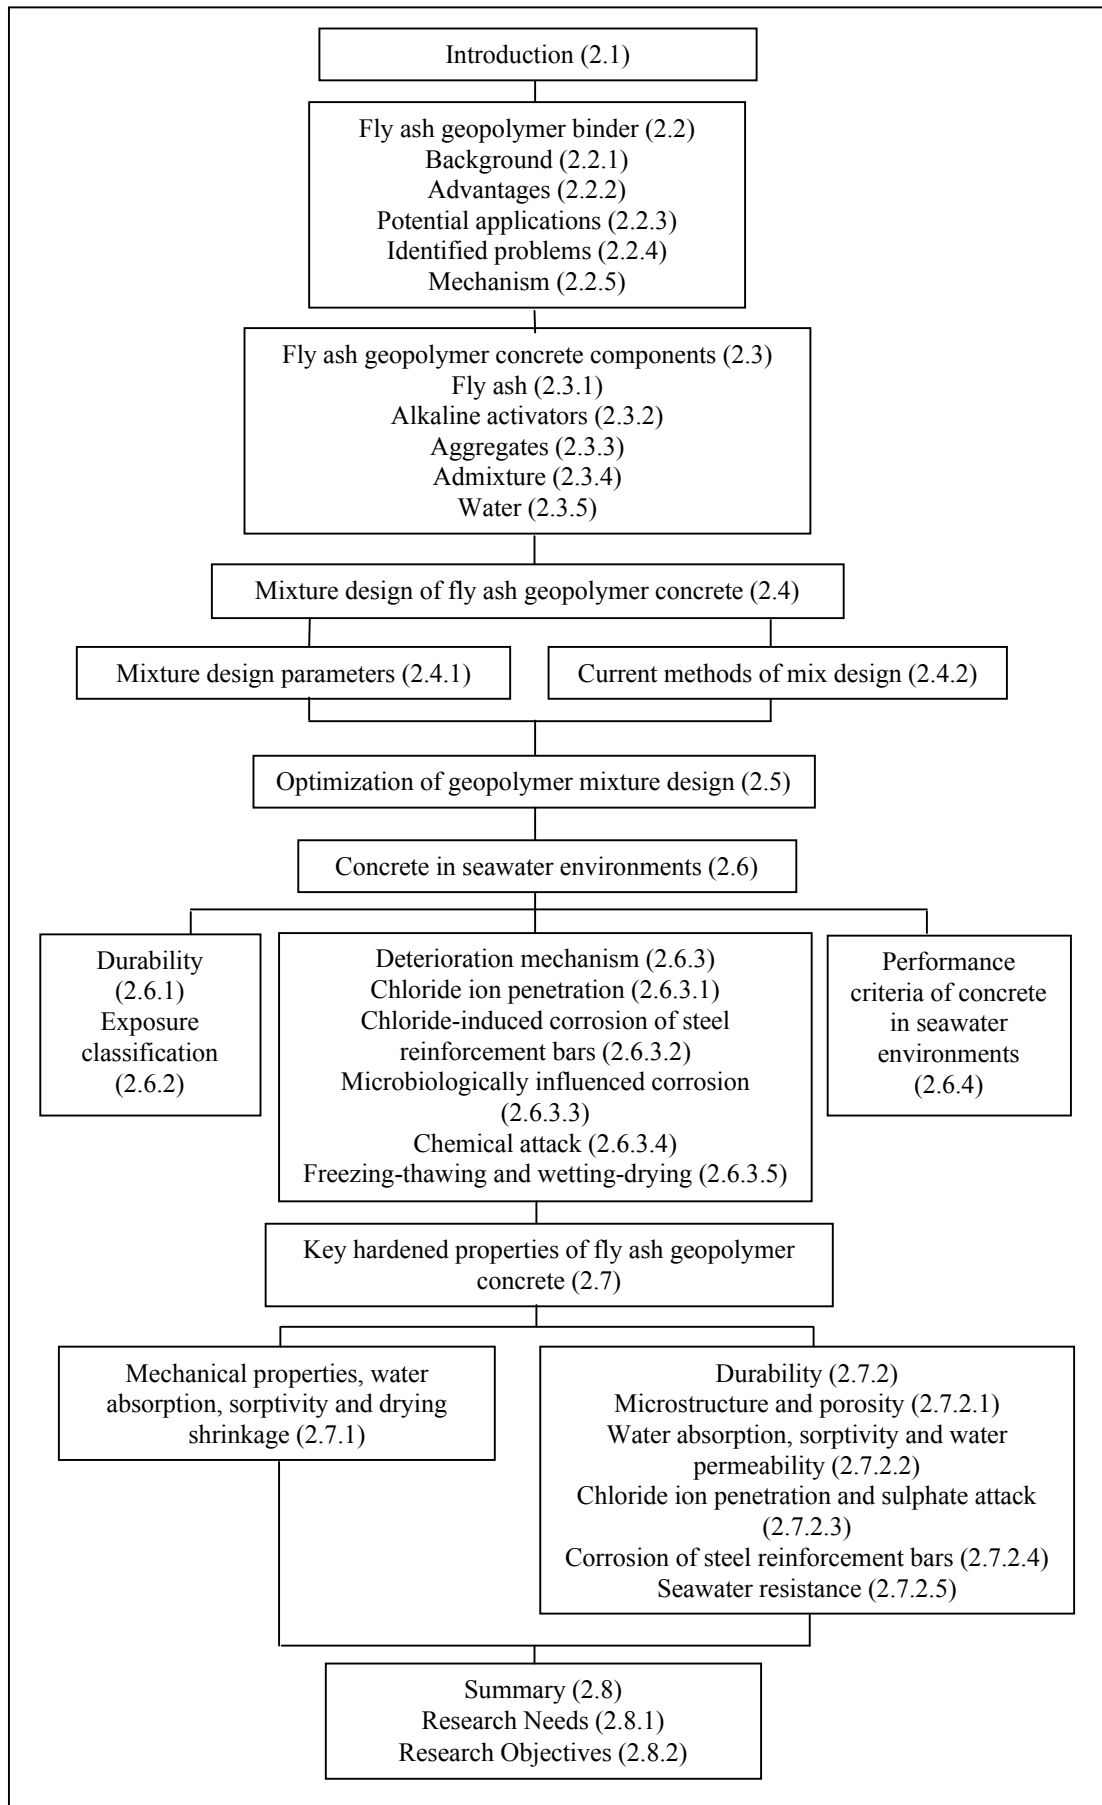 Introduction (2.1)
Fly ash geopolymer binder (2.2)
Background (2.2.1)
Advantages (2.2.2)
Potential applications (2.2.3)
Identified problems (2.2.4)
Mechanism (2.2.5)
Fly ash geopolymer concrete components (2.3)
Fly ash (2.3.1)
Alkaline activators (2.3.2)
Aggregates (2.3.3)
Admixture (2.3.4)
Water (2.3.5)
Mixture design of fly ash geopolymer concrete (2.4)
Mixture design parameters (2.4.1)
Current methods of mix design (2.4.2)
Optimization of geopolymer mixture design (2.5)
Concrete in seawater environments (2.6)
Durability
(2.6.1)
Exposure
classification
(2.6.2)
Deterioration mechanism (2.6.3)
Chloride ion penetration (2.6.3.1)
Chloride-induced corrosion of steel
reinforcement bars (2.6.3.2)
Microbiologically influenced corrosion
(2.6.3.3)
Chemical attack (2.6.3.4)
Freezing-thawing and wetting-drying (2.6.3.5)
Performance
criteria of concrete
in seawater
environments
(2.6.4)
Key hardened properties of fly ash geopolymer
concrete (2.7)
Mechanical properties, water
absorption, sorptivity and drying
shrinkage (2.7.1)
Durability (2.7.2)
Microstructure and porosity (2.7.2.1)
Water absorption, sorptivity and water
permeability (2.7.2.2)
Chloride ion penetration and sulphate attack
(2.7.2.3)
Corrosion of steel reinforcement bars (2.7.2.4)
Seawater resistance (2.7.2.5)
Summary (2.8)
Research Needs (2.8.1)
Research Objectives (2.8.2)